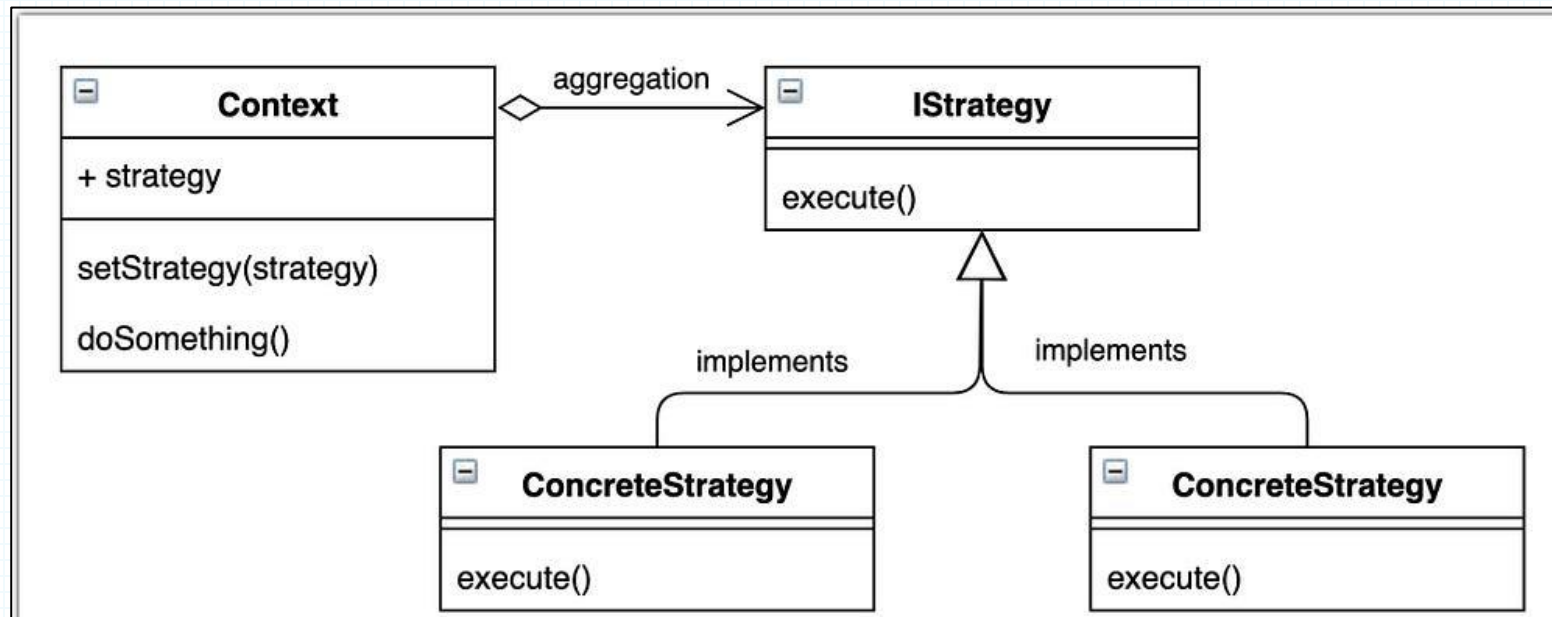 Context
+ strategy
setStrategy(strategy)
doSomething()
aggregation
IStrategy
execute()
implements
implements
ConcreteStrategy
execute()
ConcreteStrategy
execute()